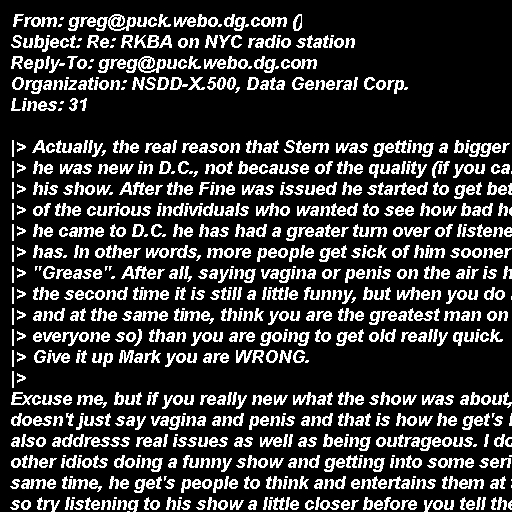 From: greg@puck.webo.dg.com ()
Subject: Re: RKBA on NYC radio station
Reply-To: greg@puck.webo.dg.com
Organization: NSDD-X.500, Data General Corp.
Lines: 31

|> Actually, the real reason that Stern was getting a bigger
|> he was new in D.C., not because of the quality (if you ca
|> his show. After the Fine was issued he started to get bet
|> of the curious individuals who wanted to see how bad he
|> he came to D.C. he has had a greater turn over of listene
|> has. In other words, more people get sick of him sooner
|> "Grease". After all, saying vagina or penis on the air is h
|> the second time it is still a little funny, but when you do
|> and at the same time, think you are the greatest man on
|> everyone so) than you are going to get old really quick.
|> Give it up Mark you are WRONG.
|>
Excuse me, but if you really new what the show was about,
doesn't just say vagina and penis and that is how he get's
also addresss real issues as well as being outrageous. I do
other idiots doing a funny show and getting into some seri
same time, he get's people to think and entertains them at
so try listening to his show a little closer before you tell the